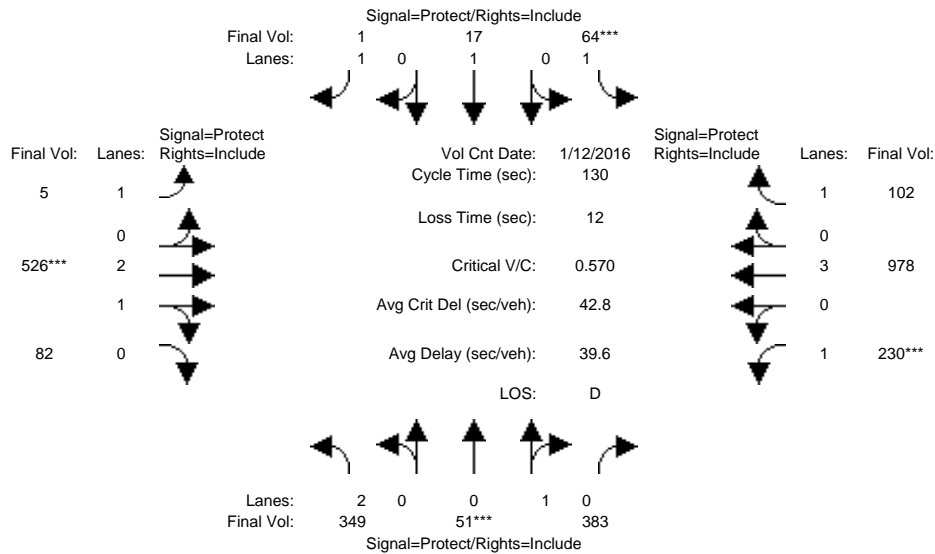 Signal=Protect/Rights=Include
Final Vol: 1 17 64***
Lanes: 1 0 1 0 1
Signal=Protect
Final Vol: Lanes: Rights=Include
Vol Cnt Date: 1/12/2016
Signal=Protect
Rights=Include Lanes: Final Vol:
Cycle Time (sec): 130
5 1
1 102
Loss Time (sec): 12
0
0
526*** 2
Critical V/C: 0.570
3 978
1
Avg Crit Del (sec/veh): 42.8
0
82 0
Avg Delay (sec/veh): 39.6
1 230***
LOS: D
Lanes: 2 0 0 1 0
Final Vol: 349 51*** 383
Signal=Protect/Rights=Include